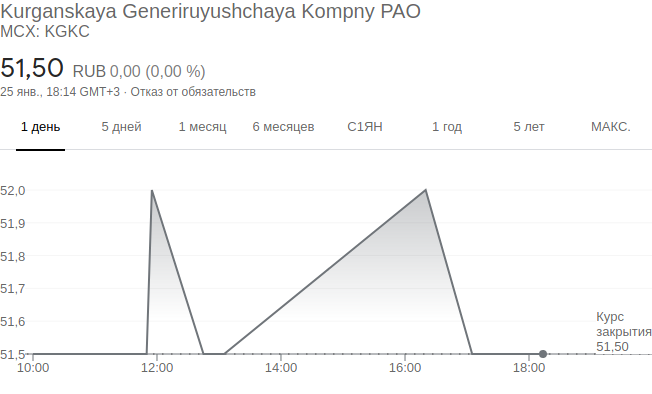 Kurganskaya Generiruyushchaya Kompny PAO
MCX: KGKC
51,50 RUB 0,00 (0,00 %)
25 янв., 18:14 GMT+3 · Отказ от обязательств
1 день 5 дней 1 месяц 6 месяцев С1ЯН 1 год 5 лет МАКС.
52,0
51,9
51,8
51,7
51,6
51,5
Курс
закрытия
51,50
10:00 12:00 14:00 16:00 18:00